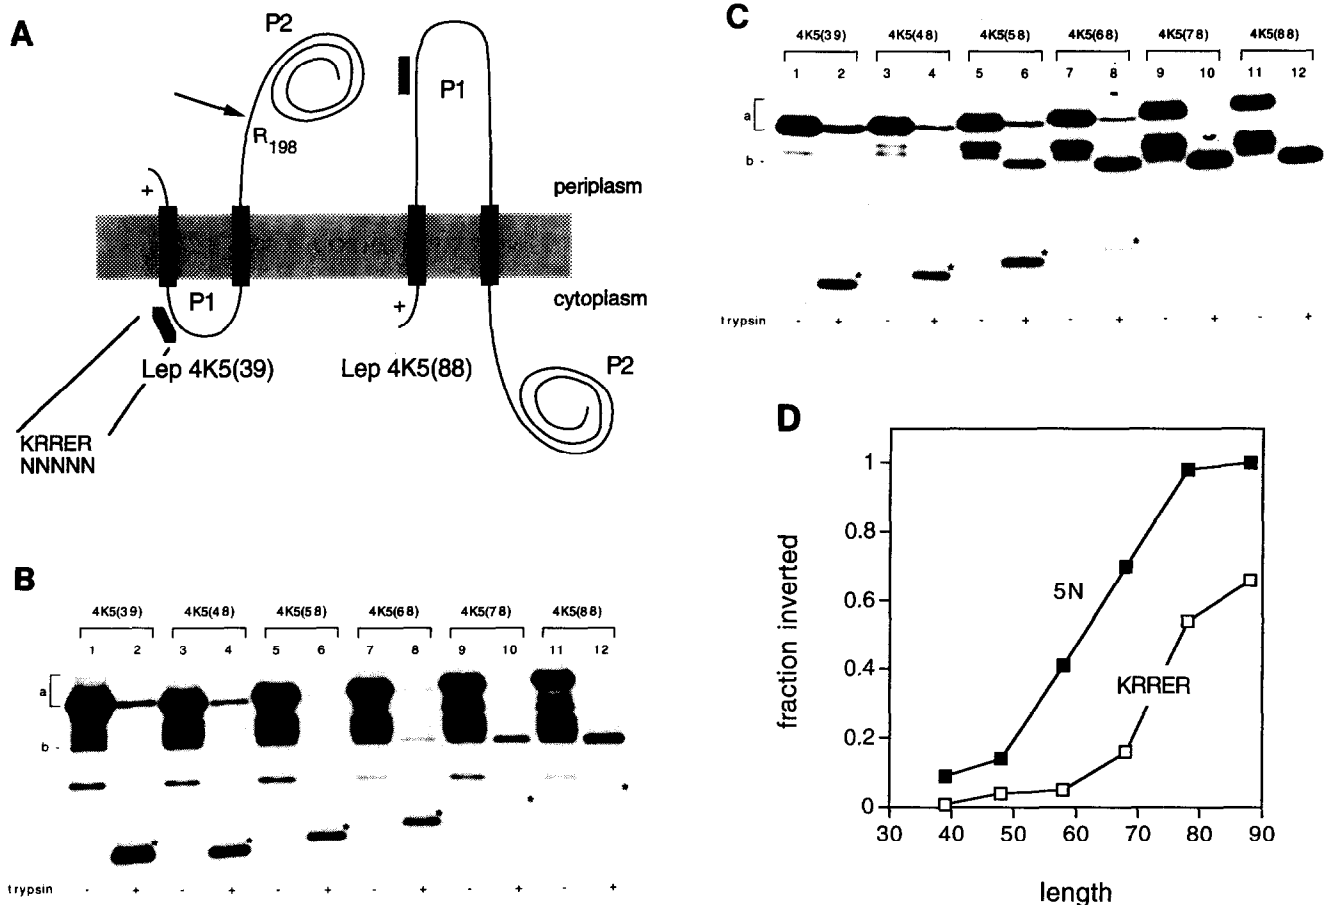 A
P2
R198
+
periplasm
P1
cytoplasm
Lep 4K5(39)
KRRER
NNNNN
P1
+
Lep 4K5(88)
P2
B
4K5(39) 4K5(48) 4K5(58) 4K5(68) 4K5(78) 4K5(88)
1 2 3 4 5 6 7 8 9 10 11 12
a
b -
* * * * * *
trypsin - + - + - + - + - + - +
C
4K5(39) 4K5(48) 4K5(58) 4K5(68) 4K5(78) 4K5(88)
1 2 3 4 5 6 7 8 9 10 11 12
a
b -
* * * *
trypsin - + - + - + - + - + - +
D
fraction inverted
1
0.8
0.6
0.4
0.2
0
5N
KRRER
30 40 50 60 70 80 90
length